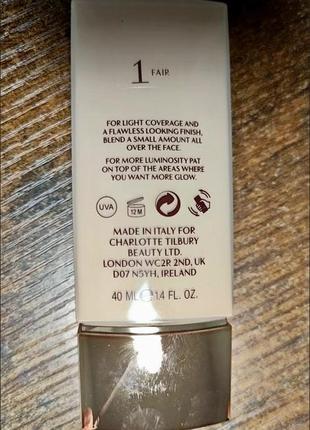 1 FAIR
FOR LIGHT COVERAGE AND
A FLAWLESS LOOKING FINISH,
BLEND A SMALL AMOUNT ALL
OVER THE FACE.
FOR MORE LUMINOSITY PAT
ON TOP OF THE AREAS WHERE
YOU WANT MORE GLOW.
UVA 12 M
MADE IN ITALY FOR
CHARLOTTE TILBURY
BEAUTY LTD.
LONDON WC2R 2ND, UK
D07 N5YH, IRELAND
40 ML ℮ 1.4 FL. OZ.